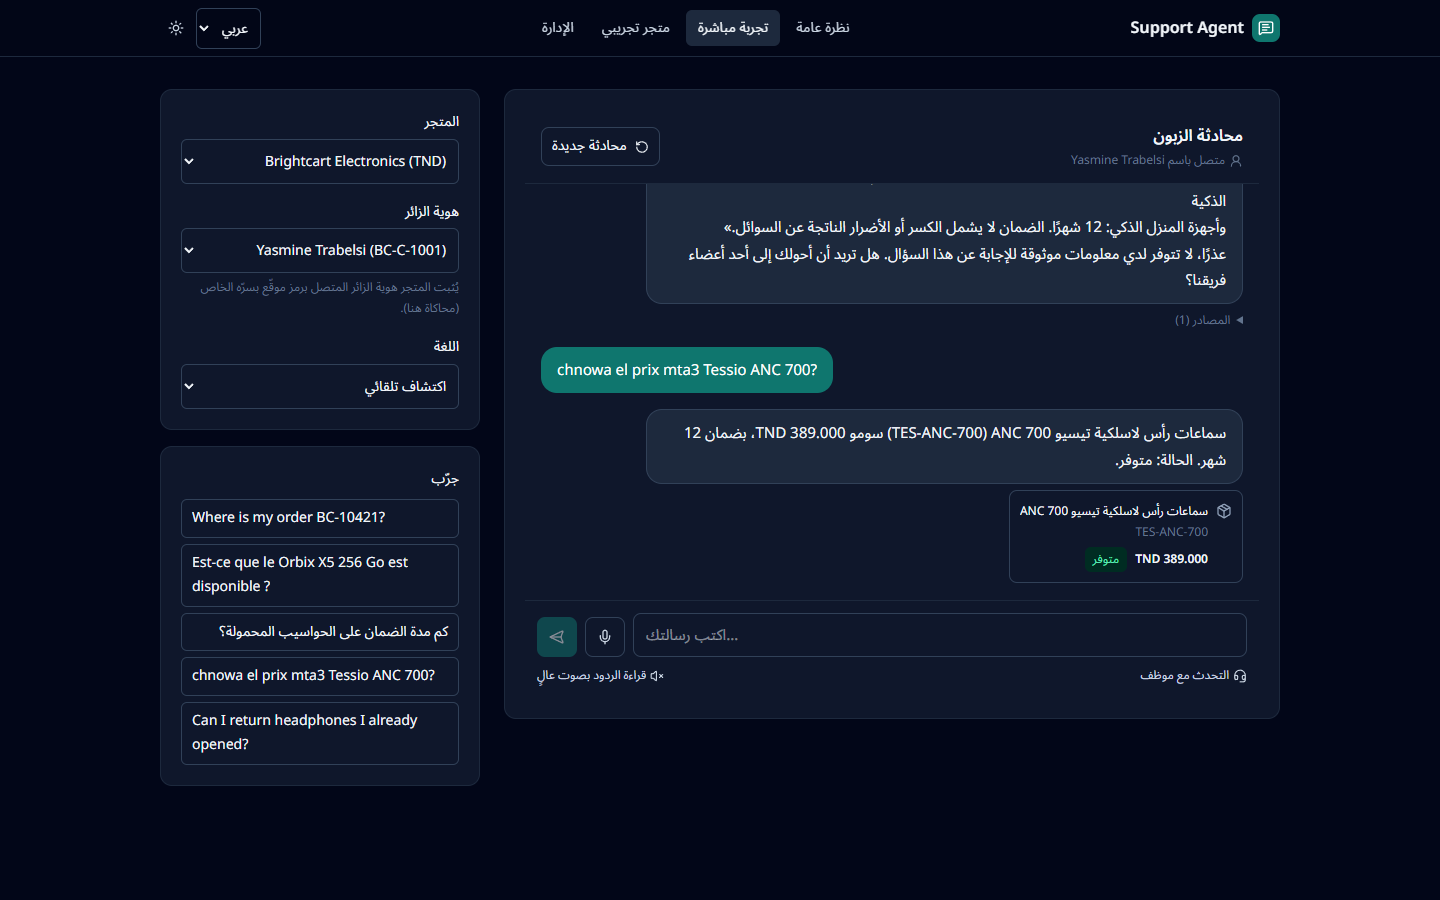 Support Agent
نظرة عامة
تجربة مباشرة
متجر تجريبي
الإدارة
عربي
محادثة الزبون
متصل باسم Yasmine Trabelsi
محادثة جديدة
الذكية
وأجهزة المنزل الذكي: 12 شهرًا. الضمان لا يشمل الكسر أو الأضرار الناتجة عن السوائل.»
عذرًا، لا تتوفر لدي معلومات موثوقة للإجابة عن هذا السؤال. هل تريد أن أحولك إلى أحد أعضاء
فريقنا؟
المصادر (1)
chnowa el prix mta3 Tessio ANC 700?
سماعات رأس لاسلكية تيسيو ANC 700 (TES-ANC-700) سومو 389.000 TND، بضمان 12
شهر. الحالة: متوفر.
سماعات رأس لاسلكية تيسيو ANC 700
TES-ANC-700
TND 389.000
متوفر
اكتب رسالتك...
التحدث مع موظف
قراءة الردود بصوت عالٍ
المتجر
Brightcart Electronics (TND)
هوية الزائر
Yasmine Trabelsi (BC-C-1001)
يُثبت المتجر هوية الزائر المتصل برمز موقّع بسرّه الخاص
(محاكاة هنا).
اللغة
اكتشاف تلقائي
جرّب
Where is my order BC-10421?
Est-ce que le Orbix X5 256 Go est
disponible ?
كم مدة الضمان على الحواسيب المحمولة؟
chnowa el prix mta3 Tessio ANC 700?
Can I return headphones I already
opened?